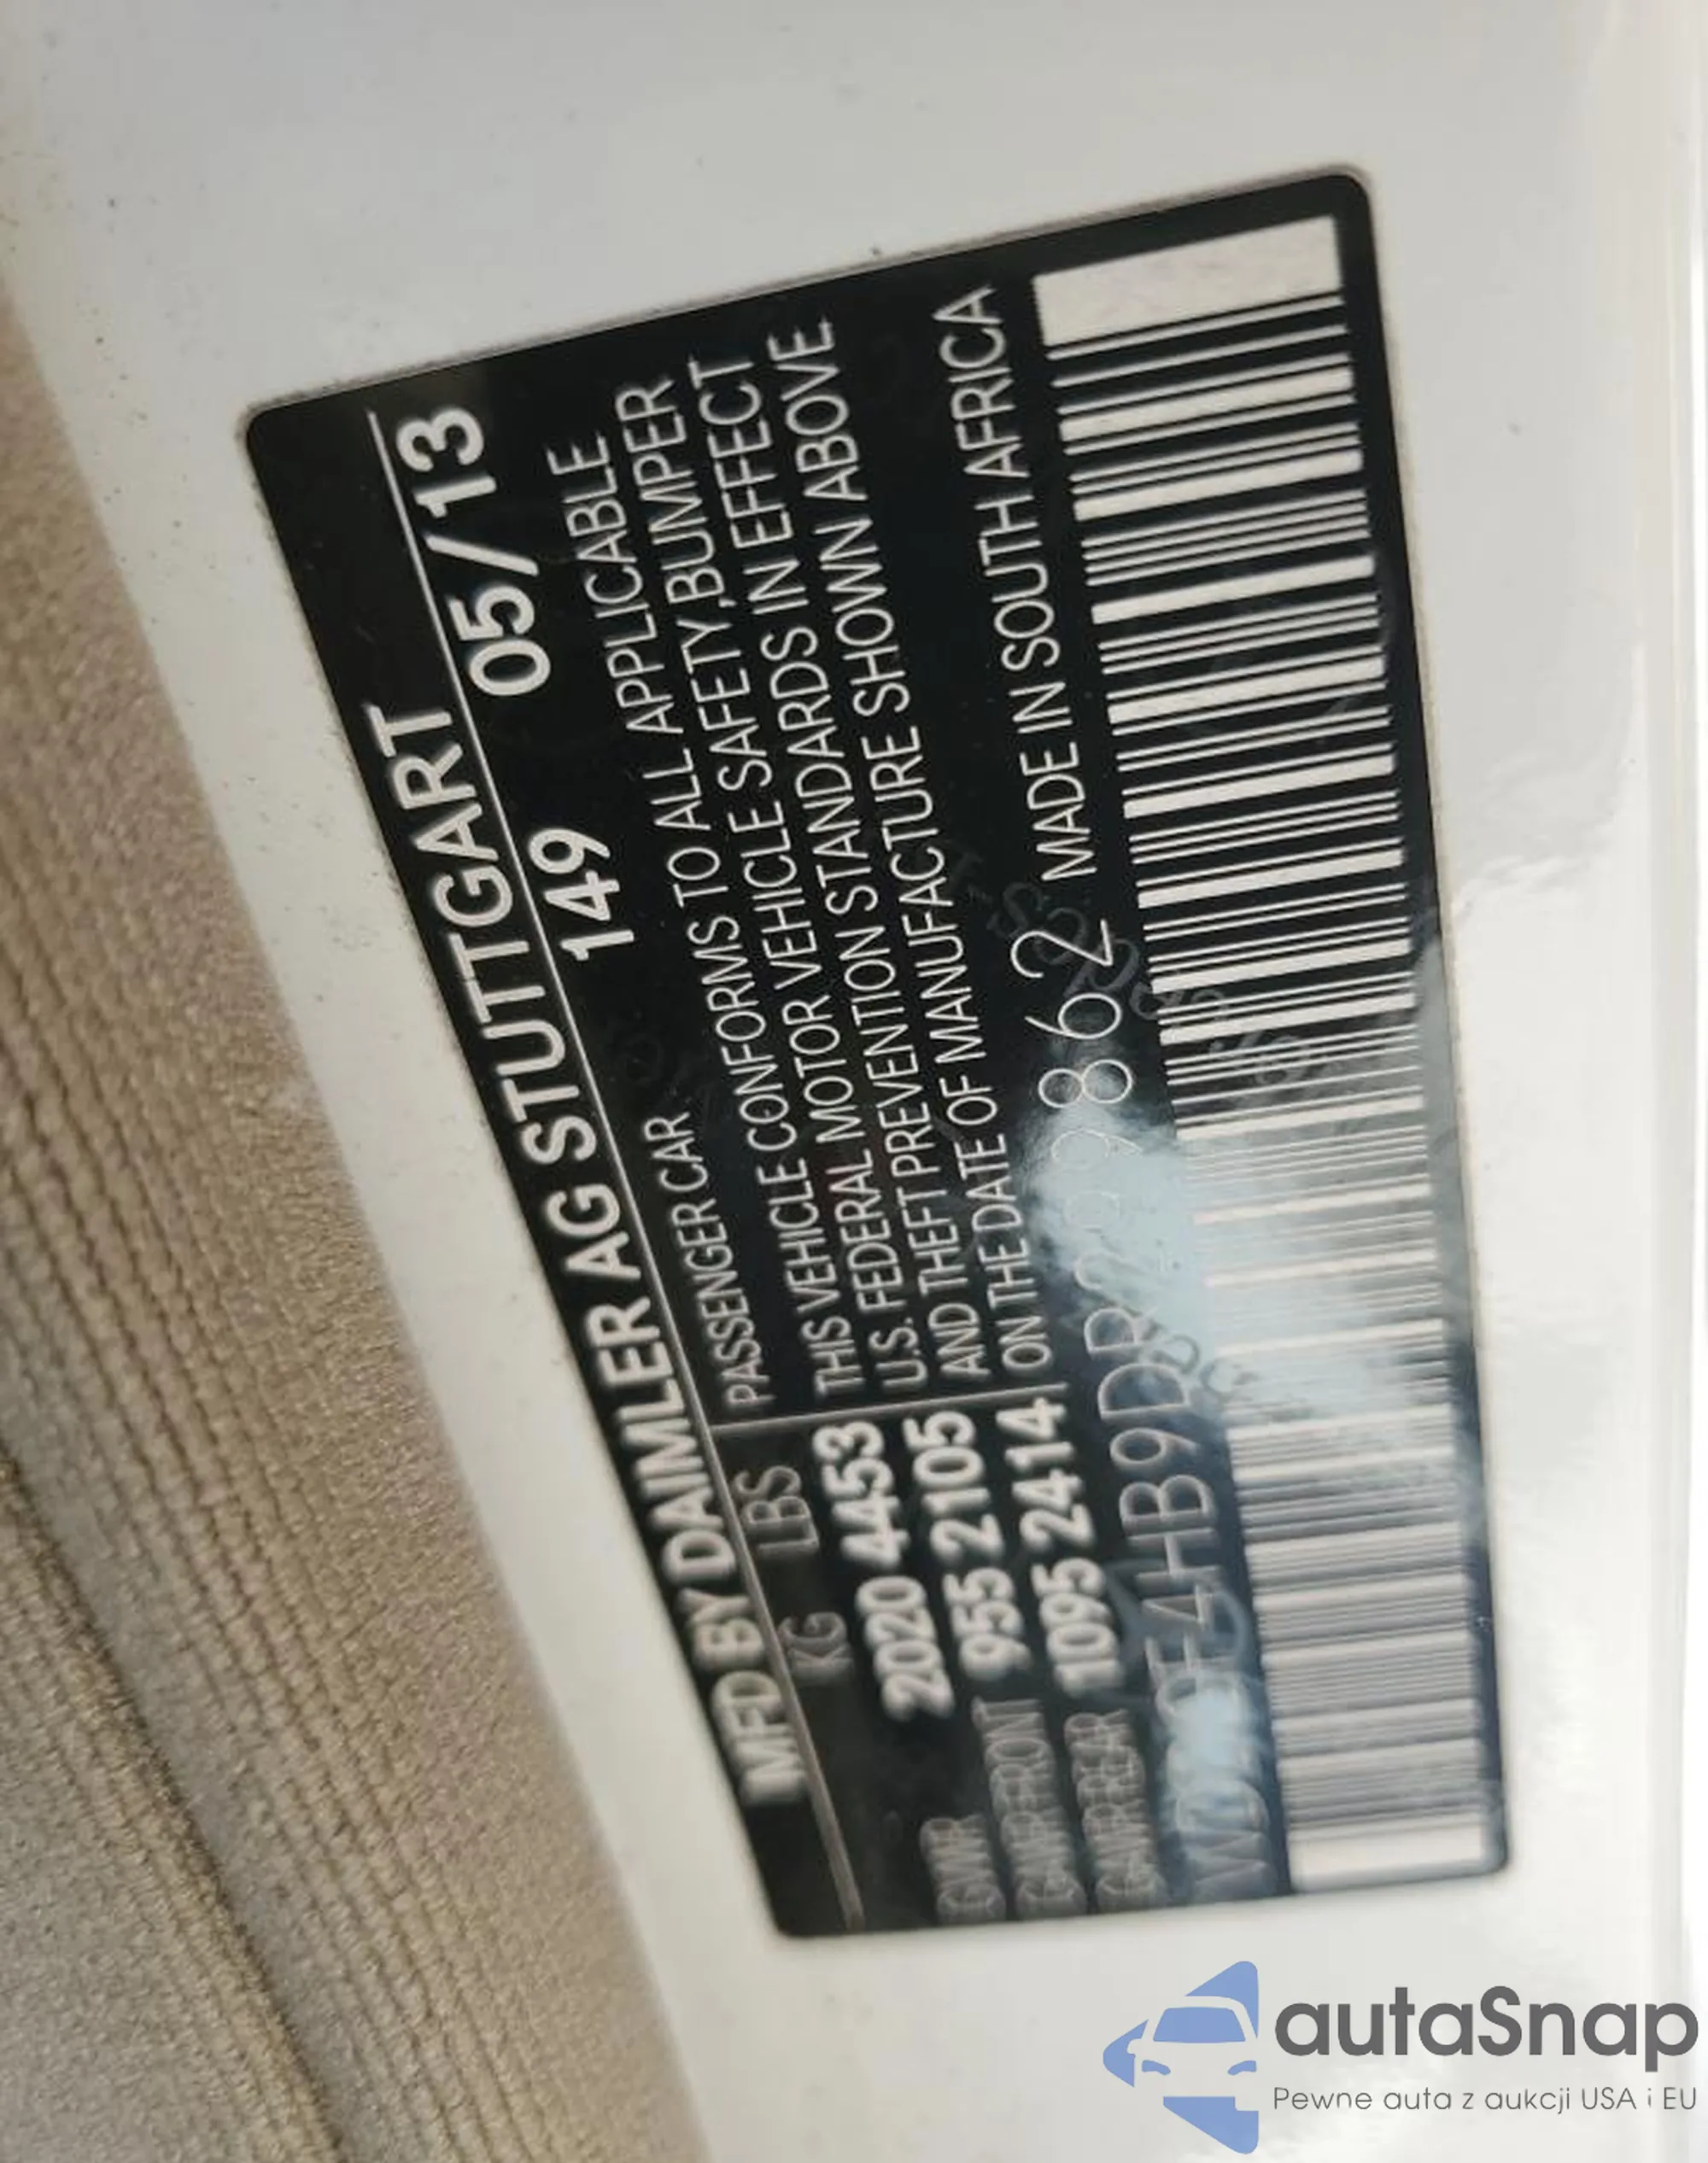 MFD BY DAIMLER AG STUTTGART
149 05/13
KG LBS
PASSENGER CAR
GVWR 2020 4453
GAWR FRONT 955 2105
GAWR REAR 1095 2414
THIS VEHICLE CONFORMS TO ALL APPLICABLE
U.S. FEDERAL MOTOR VEHICLE SAFETY,BUMPER
AND THEFT PREVENTION STANDARDS IN EFFECT
ON THE DATE OF MANUFACTURE SHOWN ABOVE
MADE IN SOUTH AFRICA
autaSnap
Pewne auta z aukcji USA i EU